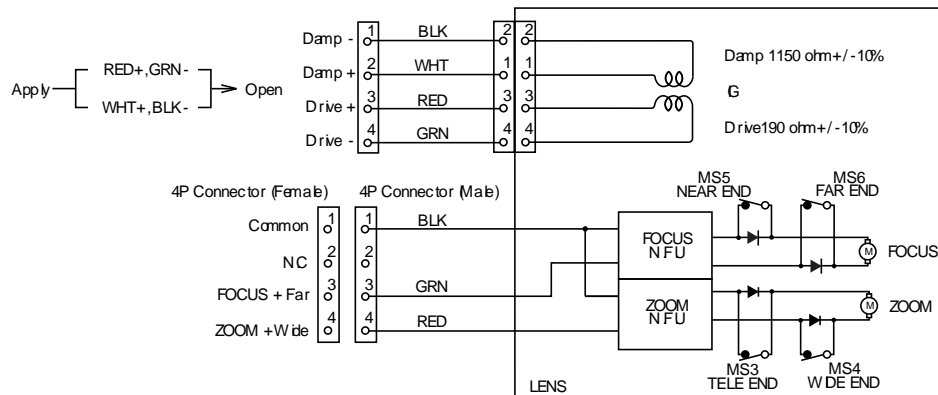 Damp - 1 BLK 2 2
Damp + 2 WHT 1 1
Drive + 3 RED 3 3
Drive - 4 GRN 4 4
Apply RED+,GRN- WHT+,BLK- Open
Damp 1150 ohm+/-10%
IG
Drive190 ohm+/-10%
4P Connector (Female) 4P Connector (Male)
Common 1 1 BLK
NC 2 2
FOCUS + Far 3 3 GRN
ZOOM +Wide 4 4 RED
FOCUS
NFU
ZOOM
NFU
MS5
NEAR END
MS6
FAR END
M FOCUS
M ZOOM
MS3
TELE END
MS4
WIDE END
LENS